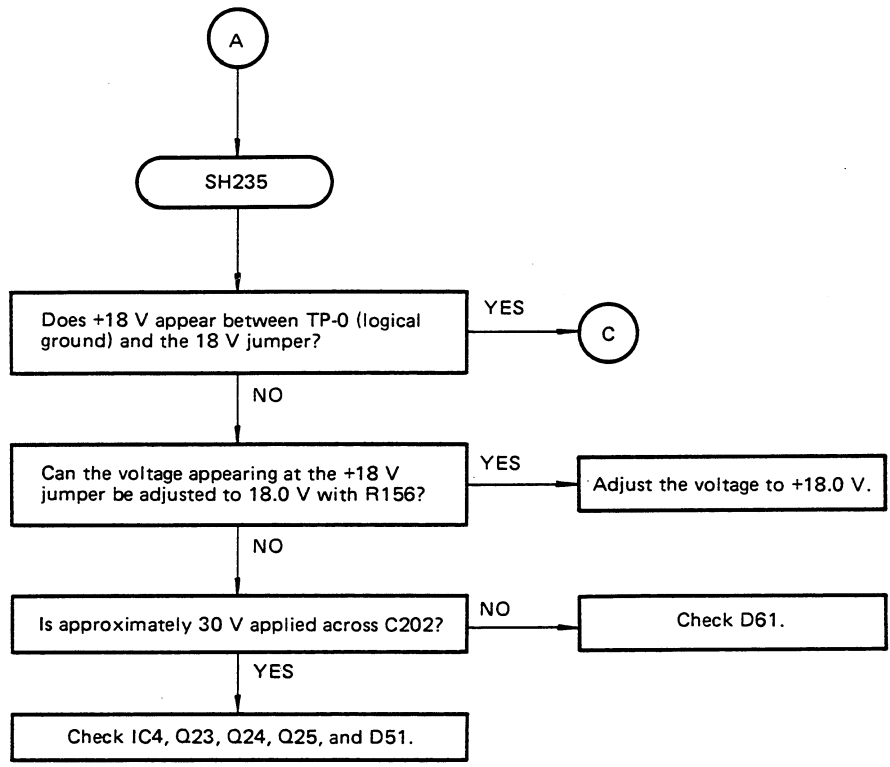 A
SH235
Does +18 V appear between TP-0 (logical
ground) and the 18 V jumper?
YES
C
NO
Can the voltage appearing at the +18 V
jumper be adjusted to 18.0 V with R156?
YES
Adjust the voltage to +18.0 V.
NO
Is approximately 30 V applied across C202?
NO
Check D61.
YES
Check IC4, Q23, Q24, Q25, and D51.